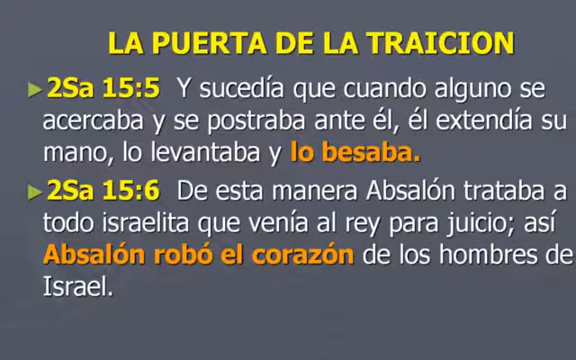 LA PUERTA DE LA TRAICION
►2Sa 15:5 Y sucedía que cuando alguno se
acercaba y se postraba ante él, él extendía su
mano, lo levantaba y lo besaba.
►2Sa 15:6 De esta manera Absalón trataba a
todo israelita que venía al rey para juicio; así
Absalón robó el corazón de los hombres de
Israel.